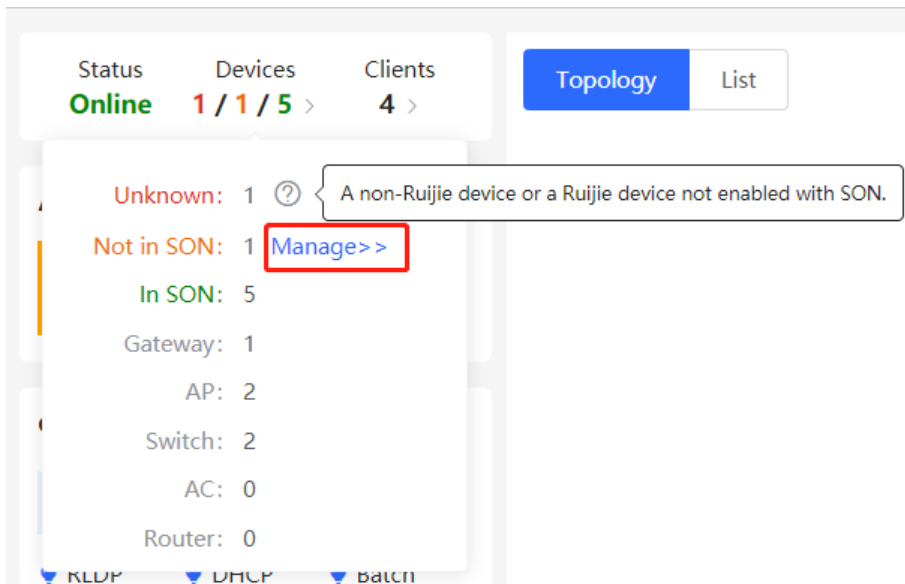 Status Devices Clients
Online 1 / 1 / 5 > 4 >
Topology List
Unknown: 1 ? A non-Ruijie device or a Ruijie device not enabled with SON.
Not in SON: 1 Manage>>
In SON: 5
Gateway: 1
AP: 2
Switch: 2
AC: 0
Router: 0
RLDP DHCP Batch